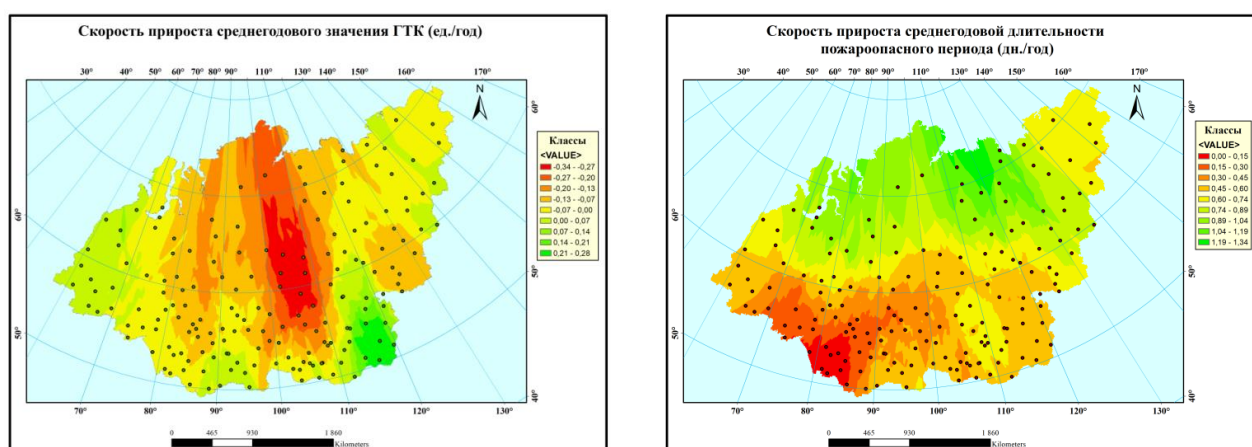 Скорость прироста среднегодового значения ГТК (ед./год)
30° 40° 50° 60° 70° 80° 90° 110° 130° 140° 150° 160° 170°
N
60°
50°
40°
60°
50°
Классы
<VALUE>
-0,34 - -0,27
-0,27 - -0,20
-0,20 - -0,13
-0,13 - -0,07
-0,07 - 0,00
0,00 - 0,07
0,07 - 0,14
0,14 - 0,21
0,21 - 0,28
70° 80° 90° 100° 110° 120° 130°
0 465 930 1 860
Kilometers
Скорость прироста среднегодовой длительности
пожароопасного периода (дн./год)
30° 40° 50° 60° 70° 80° 90° 110° 130° 140° 150° 160° 170°
N
60°
50°
40°
60°
50°
Классы
<VALUE>
0,00 - 0,15
0,15 - 0,30
0,30 - 0,45
0,45 - 0,60
0,60 - 0,74
0,74 - 0,89
0,89 - 1,04
1,04 - 1,19
1,19 - 1,34
70° 80° 90° 100° 110° 120° 130°
0 465 930 1 860
Kilometers